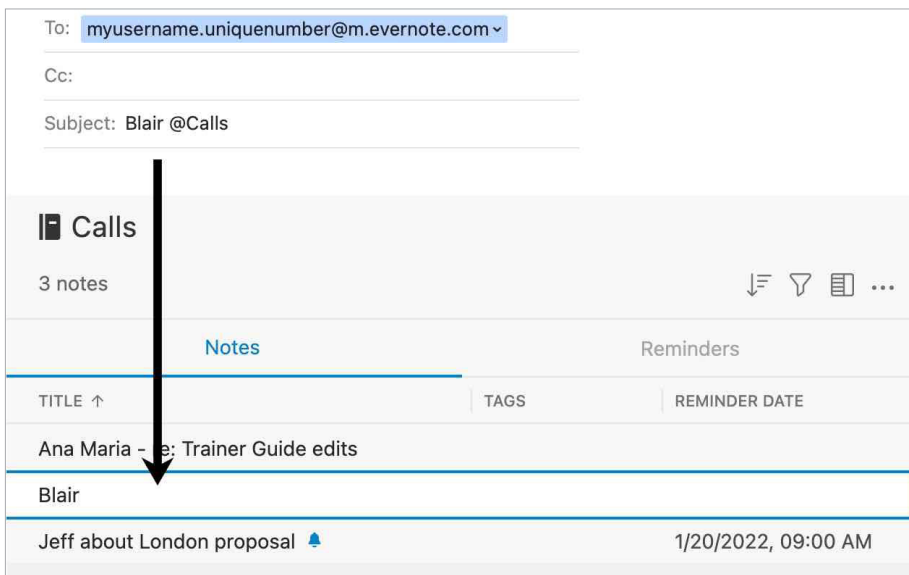 To: myusername.uniquenumber@m.evernote.com
Cc:
Subject: Blair @Calls
Calls
3 notes
Notes Reminders
TITLE ↑ TAGS REMINDER DATE
Ana Maria - re: Trainer Guide edits
Blair
Jeff about London proposal 1/20/2022, 09:00 AM